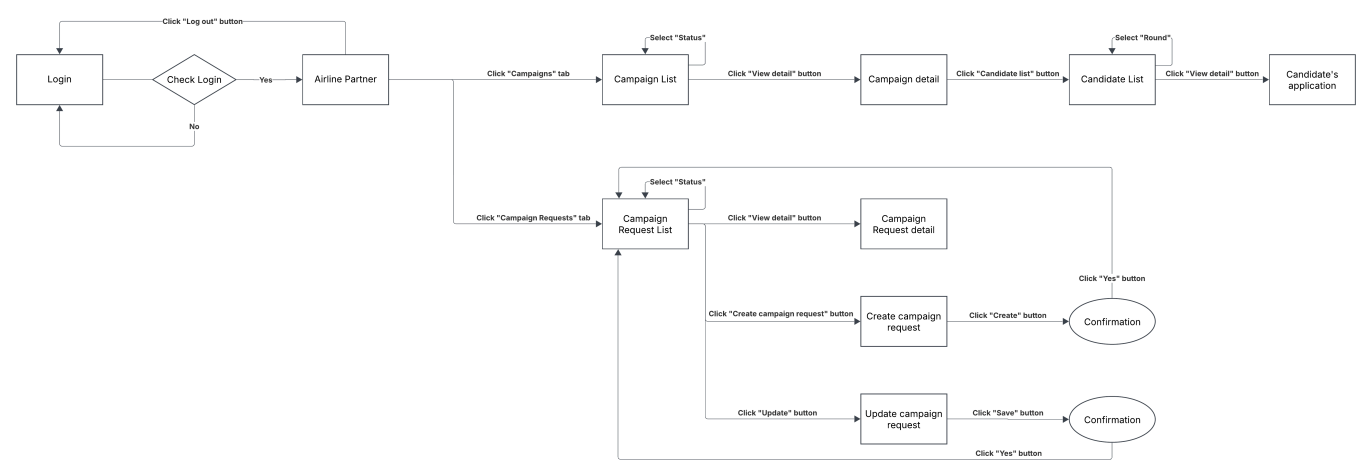 Click "Log out" button
Login
Check Login
Yes
No
Airline Partner
Click "Campaigns" tab
Select "Status"
Campaign List
Click "View detail" button
Campaign detail
Click "Candidate list" button
Select "Round"
Candidate List
Click "View detail" button
Candidate's
application
Click "Campaign Requests" tab
Select "Status"
Campaign
Request List
Click "View detail" button
Campaign
Request detail
Click "Yes" button
Click "Create campaign request" button
Create campaign
request
Click "Create" button
Confirmation
Click "Update" button
Update campaign
request
Click "Save" button
Confirmation
Click "Yes" button